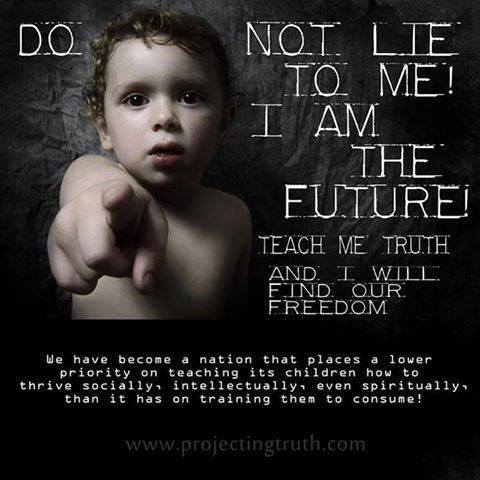 DO NOT LIE
TO ME!
I AM
THE
FUTURE!
TEACH ME TRUTH
AND I WILL
FIND OUR
FREEDOM
We have become a nation that places a lower
priority on teaching its children how to
thrive socially, intellectually, even spiritually,
than it has on training them to consume!
www.projectingtruth.com